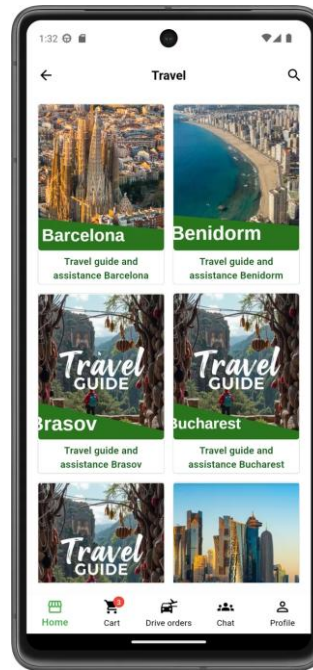 1:32
Travel
Barcelona
Benidorm
Travel guide and
assistance Barcelona
Travel guide and
assistance Benidorm
Travel
GUIDE
Brasov
Travel
GUIDE
Bucharest
Travel guide and
assistance Brasov
Travel guide and
assistance Bucharest
Travel
GUIDE
3
Home
Cart
Drive orders
Chat
Profile